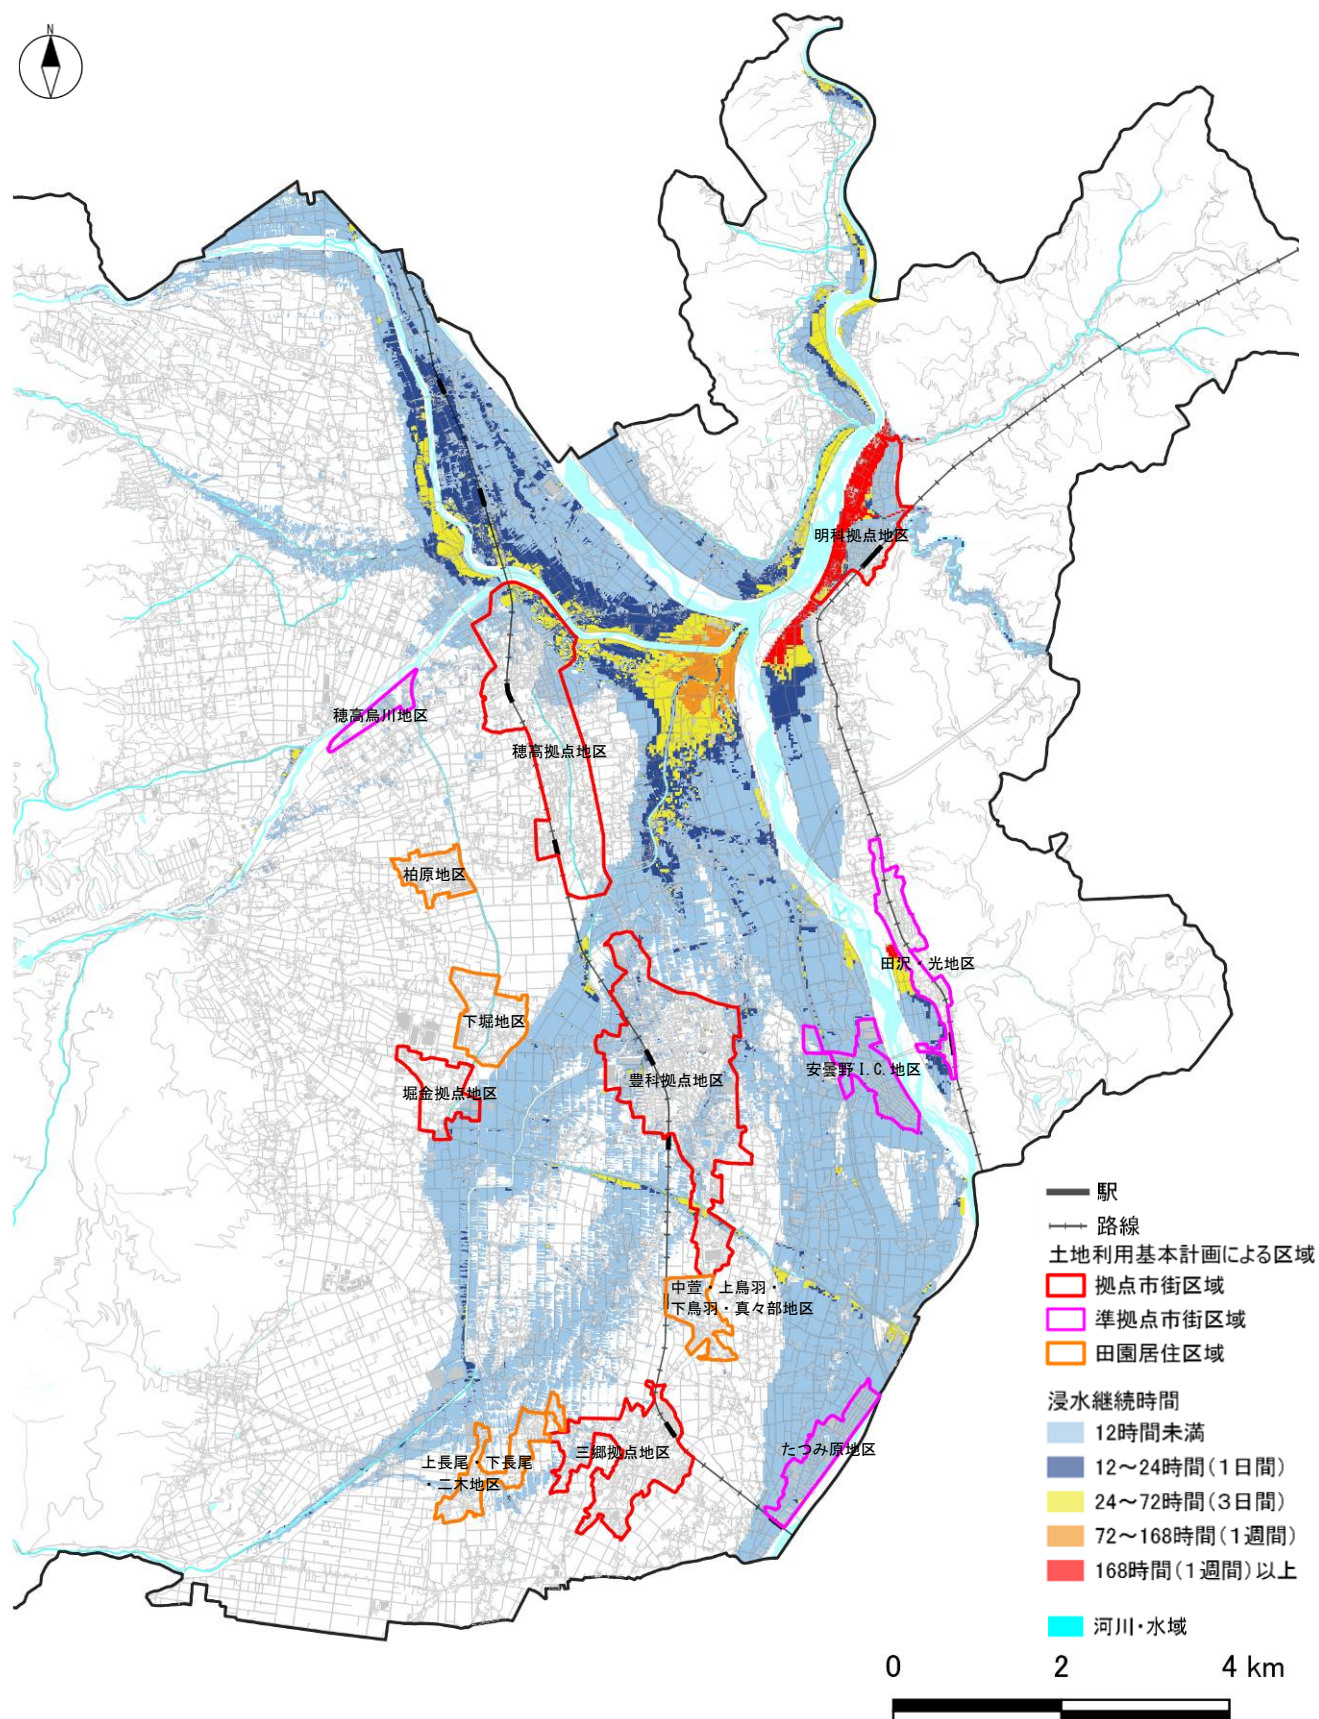 N
明科拠点地区
穂高烏川地区
穂高拠点地区
柏原地区
田沢・光地区
下堀地区
安曇野I.C.地区
豊科拠点地区
堀金拠点地区
中萱・上鳥羽・
下鳥羽・真々部地区
たつみ原地区
三郷拠点地区
上長尾・下長尾
・二木地区
駅
路線
土地利用基本計画による区域
拠点市街区域
準拠点市街区域
田園居住区域
浸水継続時間
12時間未満
12～24時間(1日間)
24～72時間(3日間)
72～168時間(1週間)
168時間(1週間)以上
河川・水域
0 2 4 km